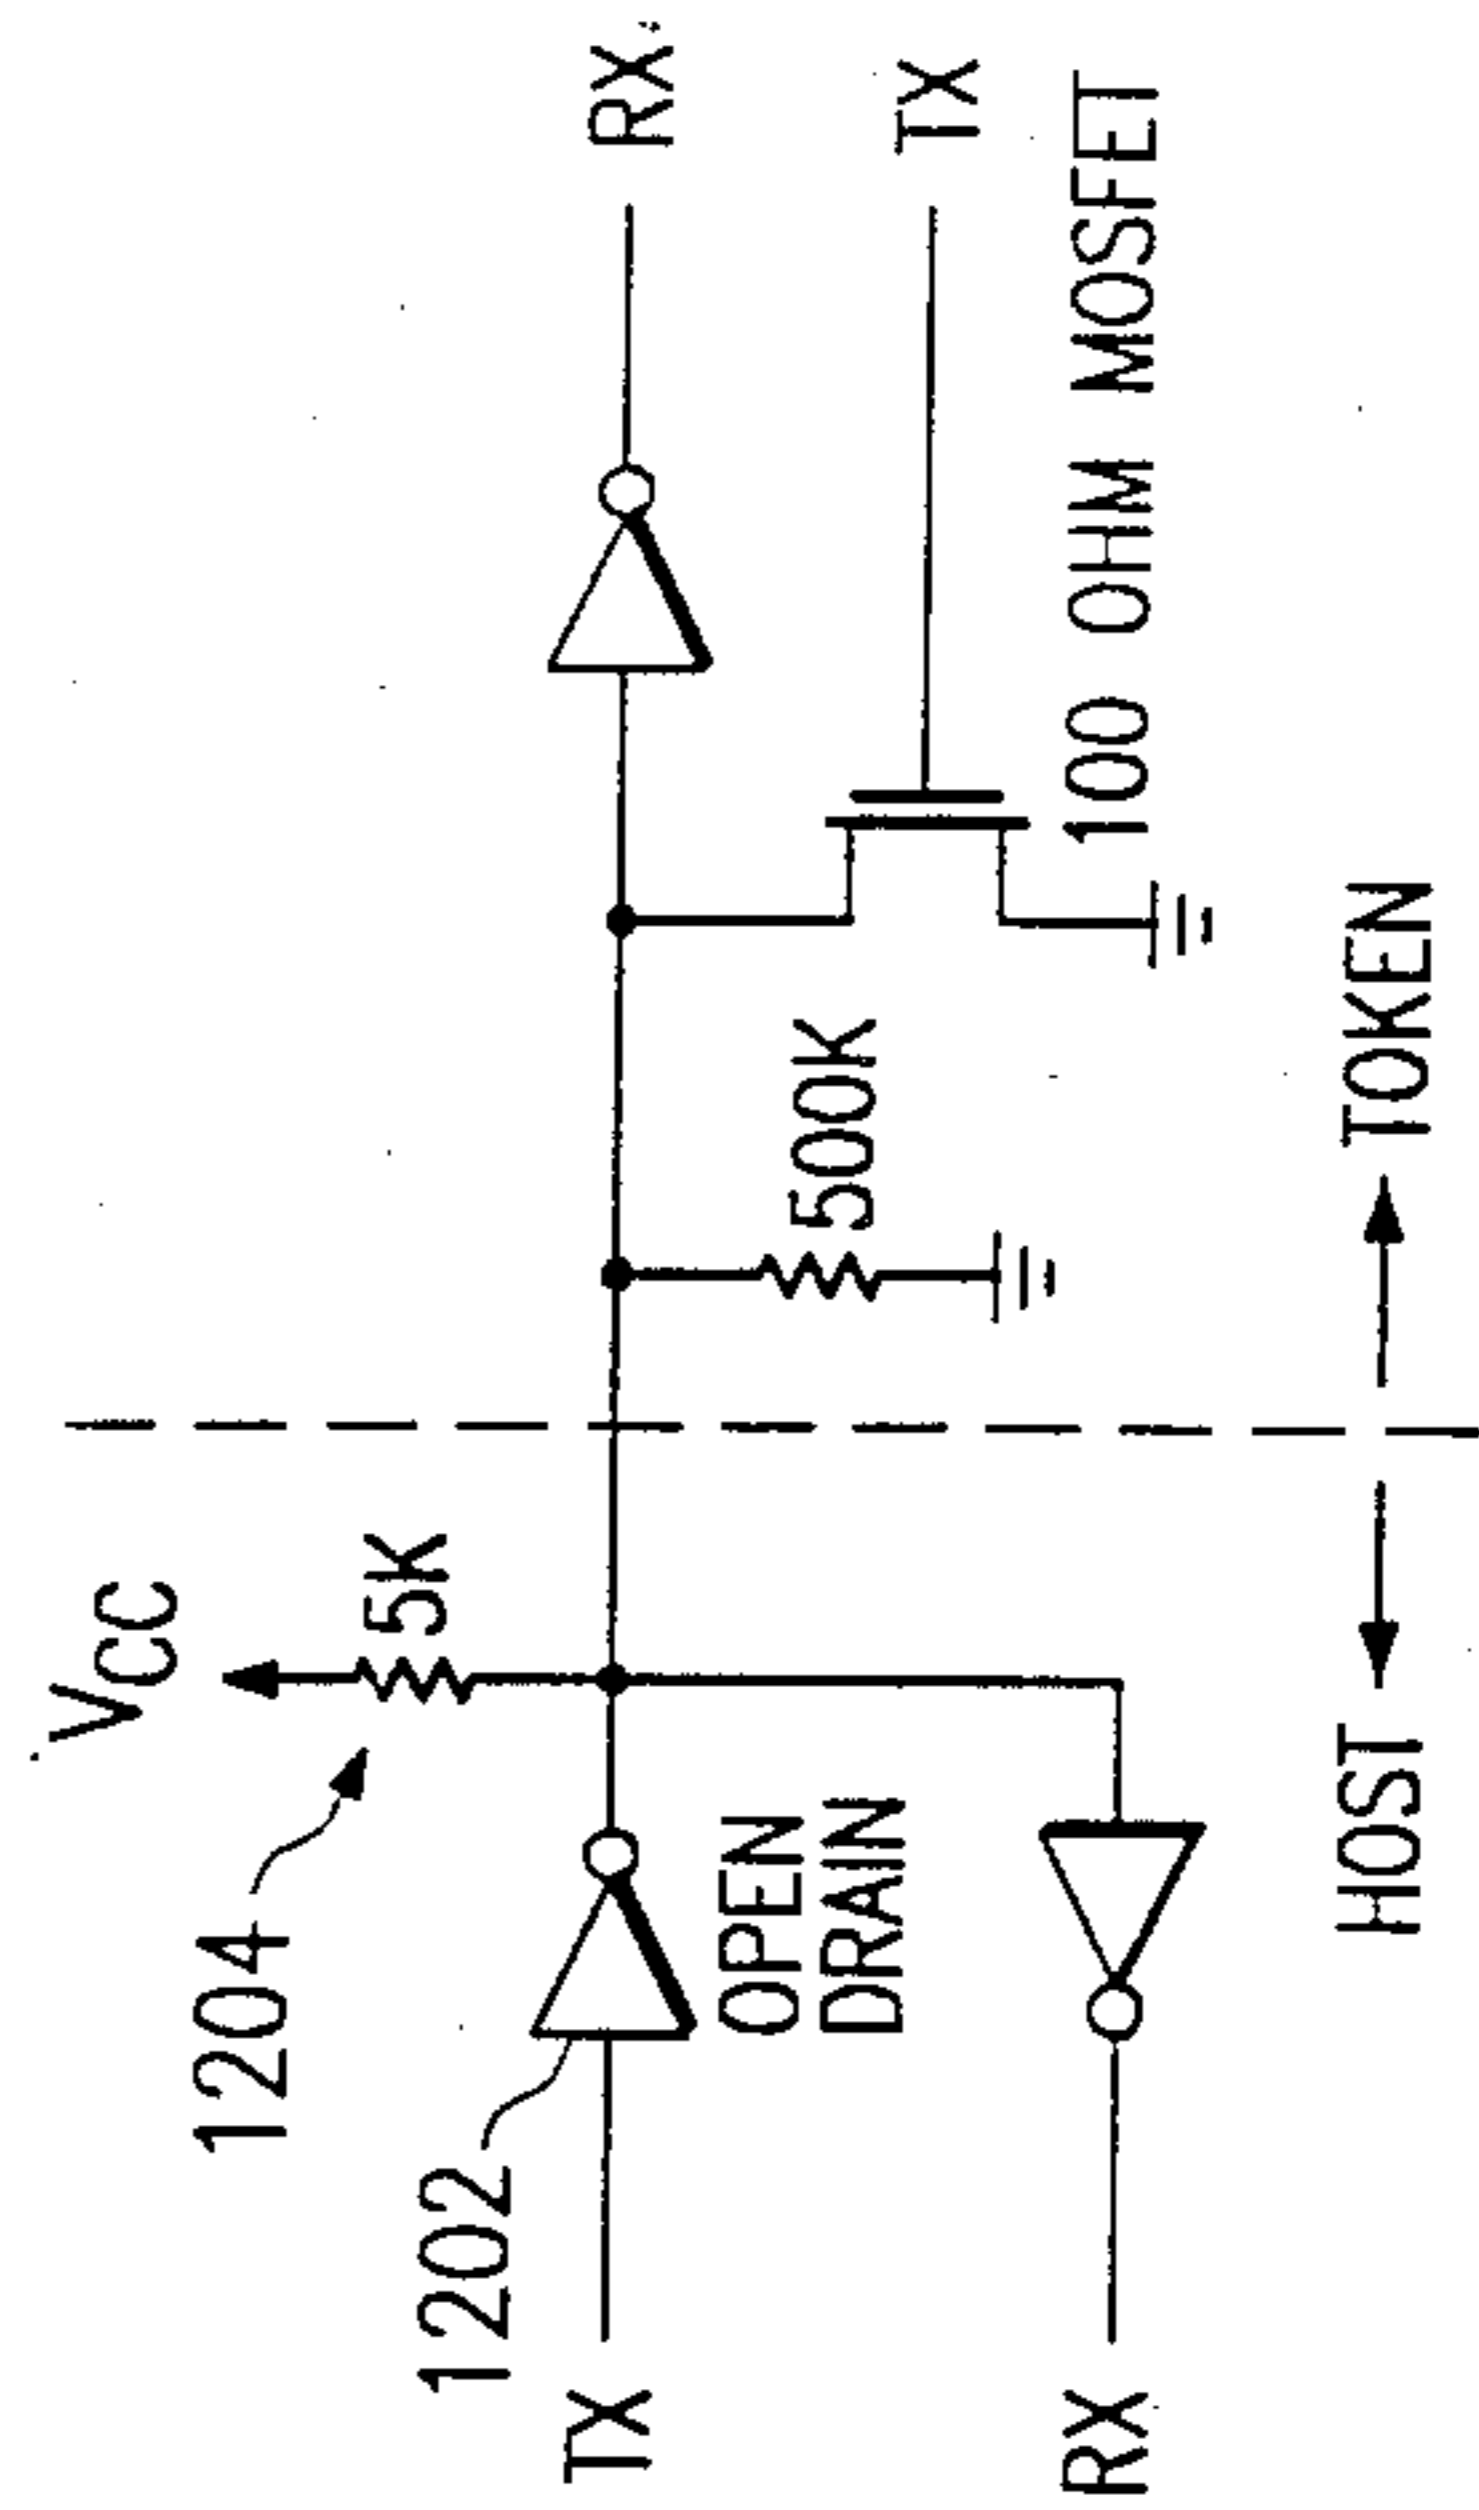 VCC
1204
5K
RX
1202
TX
OPEN
DRAIN
500K
TX
RX
100 OHM MOSFET
HOST
TOKEN